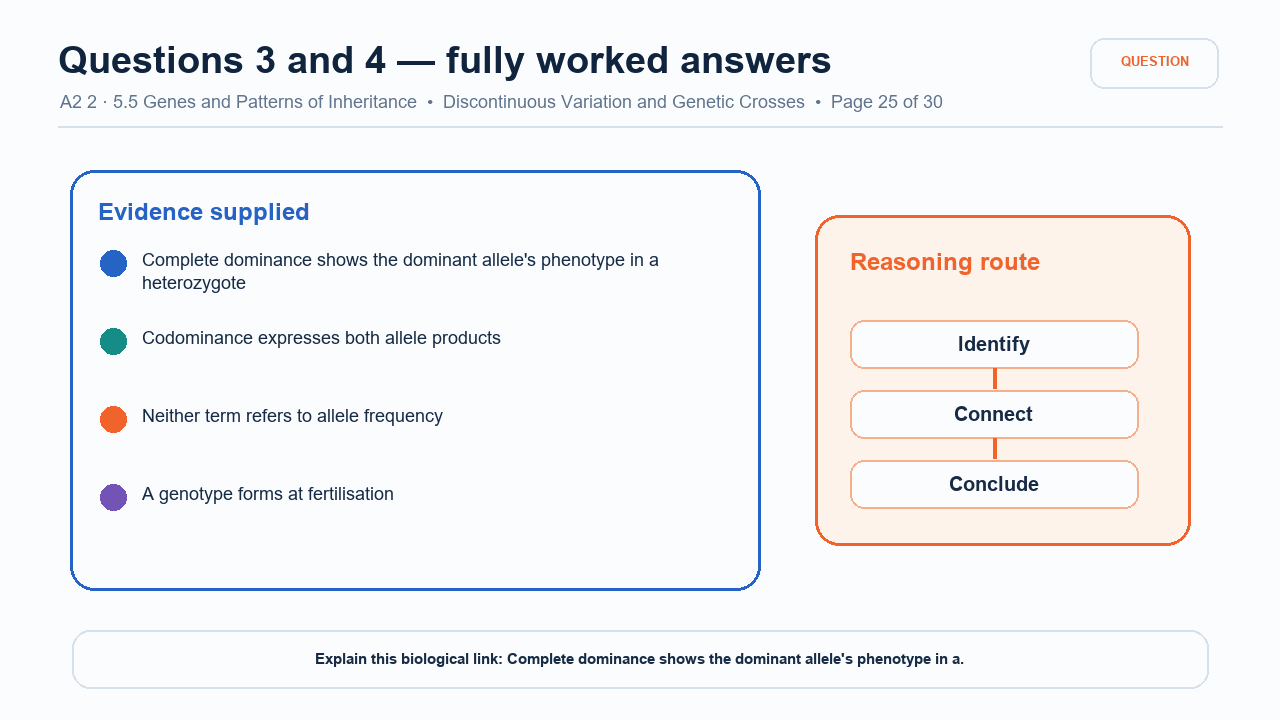 Questions 3 and 4 — fully worked answers
QUESTION
A2 2 · 5.5 Genes and Patterns of Inheritance • Discontinuous Variation and Genetic Crosses • Page 25 of 30
Evidence supplied
Complete dominance shows the dominant allele's phenotype in a
heterozygote
Codominance expresses both allele products
Neither term refers to allele frequency
A genotype forms at fertilisation
Reasoning route
Identify
Connect
Conclude
Explain this biological link: Complete dominance shows the dominant allele's phenotype in a.